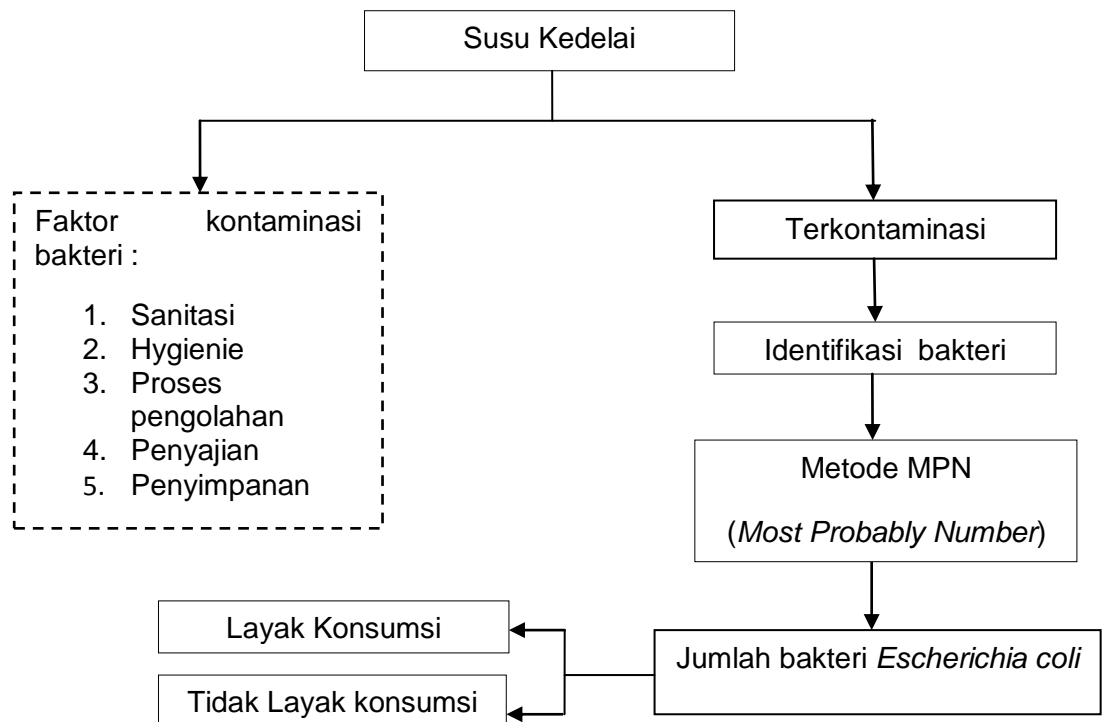 Susu Kedelai
Faktor kontaminasi
bakteri :
1. Sanitasi
2. Hygienie
3. Proses
pengolahan
4. Penyajian
5. Penyimpanan
Terkontaminasi
Identifikasi bakteri
Metode MPN
(Most Probably Number)
Jumlah bakteri Escherichia coli
Layak Konsumsi
Tidak Layak konsumsi